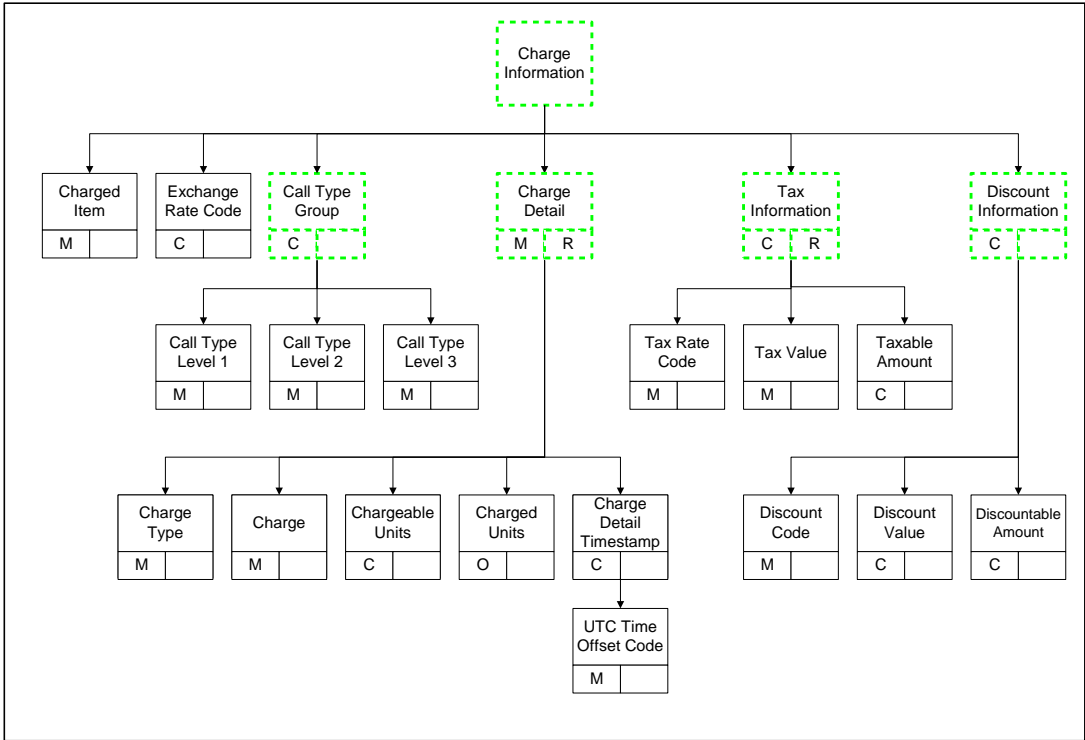 Charge
Information
Charged
Item
M
Exchange
Rate Code
C
Call Type
Group
C
Charge
Detail
M R
Tax
Information
C R
Discount
Information
C
Call Type
Level 1
M
Call Type
Level 2
M
Call Type
Level 3
M
Tax Rate
Code
M
Tax Value
M
Taxable
Amount
C
Charge
Type
M
Charge
M
Chargeable
Units
C
Charged
Units
O
Charge
Detail
Timestamp
C
Discount
Code
M
Discount
Value
C
Discountable
Amount
C
UTC Time
Offset Code
M